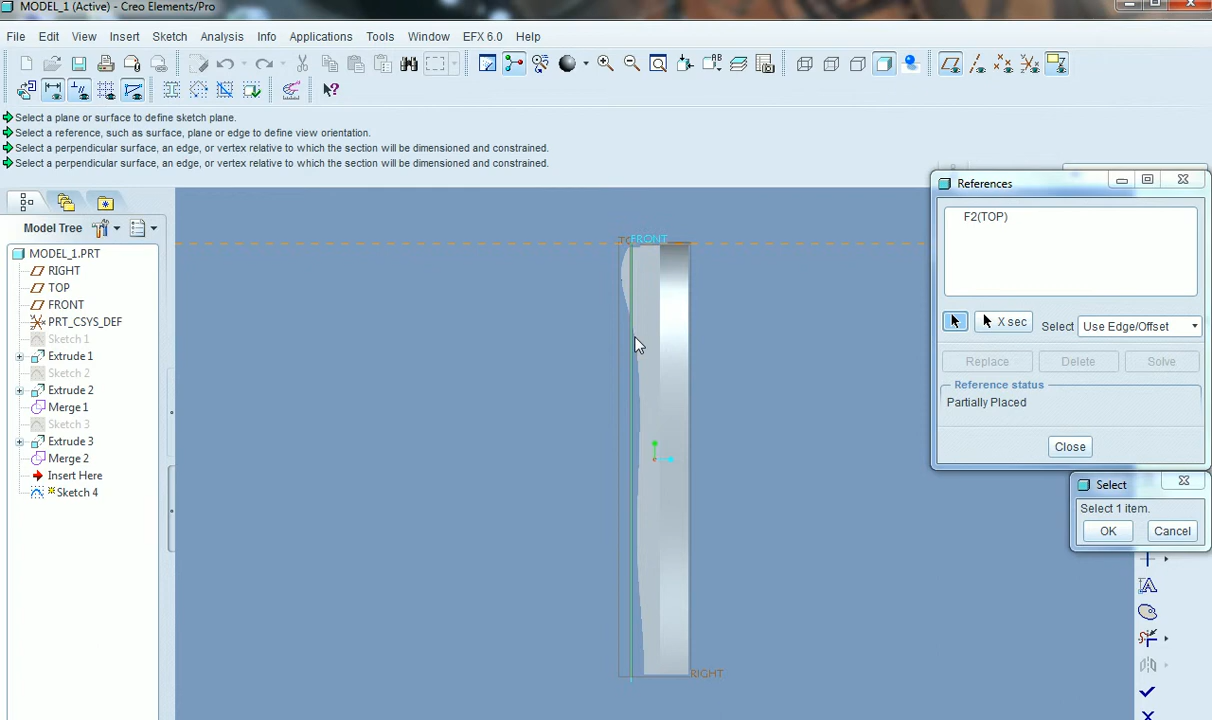 MODEL_1 (Active) - Creo Elements/Pro
File Edit View Insert Sketch Analysis Info Applications Tools Window EFX 6.0 Help
Select a plane or surface to define sketch plane.
Select a reference, such as surface, plane or edge to define view orientation.
Select a perpendicular surface, an edge, or vertex relative to which the section will be dimensioned and constrained.
Select a perpendicular surface, an edge, or vertex relative to which the section will be dimensioned and constrained.
Model Tree
MODEL_1.PRT
RIGHT
TOP
FRONT
PRT_CSYS_DEF
Sketch 1
Extrude 1
Sketch 2
Extrude 2
Merge 1
Sketch 3
Extrude 3
Merge 2
Insert Here
Sketch 4
FRONT
RIGHT
References
F2(TOP)
X sec Select Use Edge/Offset
Replace Delete Solve
Reference status
Partially Placed
Close
Select
Select 1 item.
OK Cancel